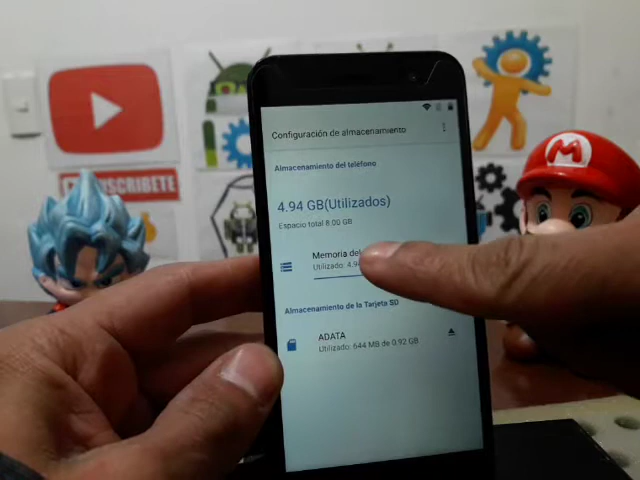 Configuración de almacenamiento
Almacenamiento del teléfono
4.94 GB(Utilizados)
Espacio total 8.00 GB
Memoria del
Utilizado: 4.94
Almacenamiento de la Tarjeta SD
ADATA
Utilizado: 644 MB de 0.92 GB
SUSCRIBETE
M